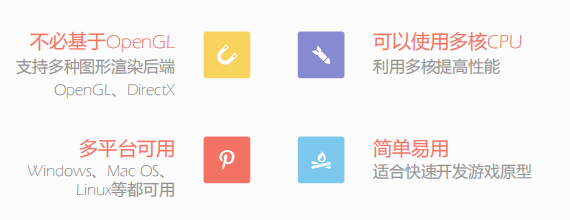 不必基于OpenGL
支持多种图形渲染后端
OpenGL、DirectX
可以使用多核CPU
利用多核提高性能
多平台可用
Windows、Mac OS、
Linux等都可用
简单易用
适合快速开发游戏原型